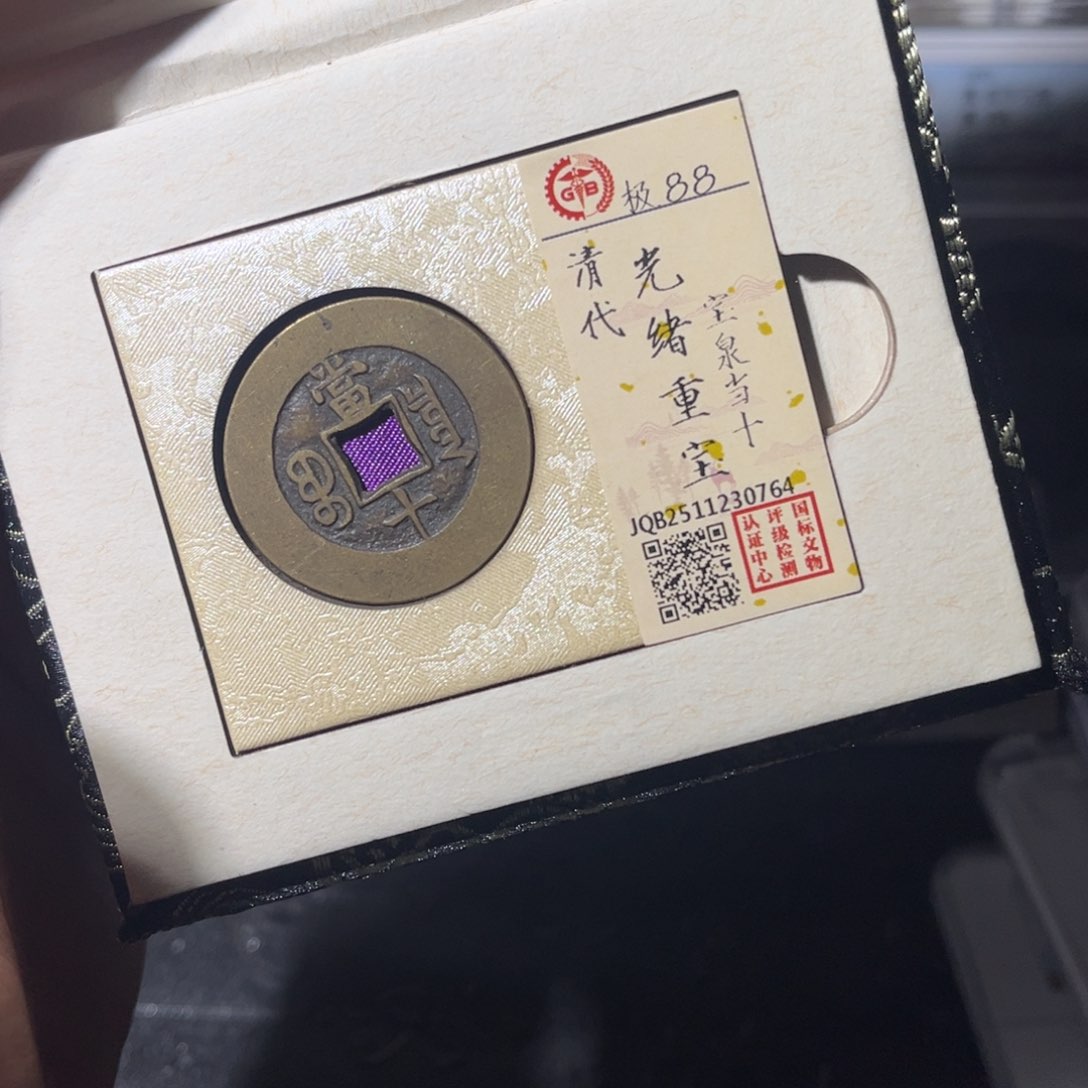 GB
极88
清代
光绪重宝
宝泉当十
JQB2511230764
国标文物
评级检测
认证中心
當十